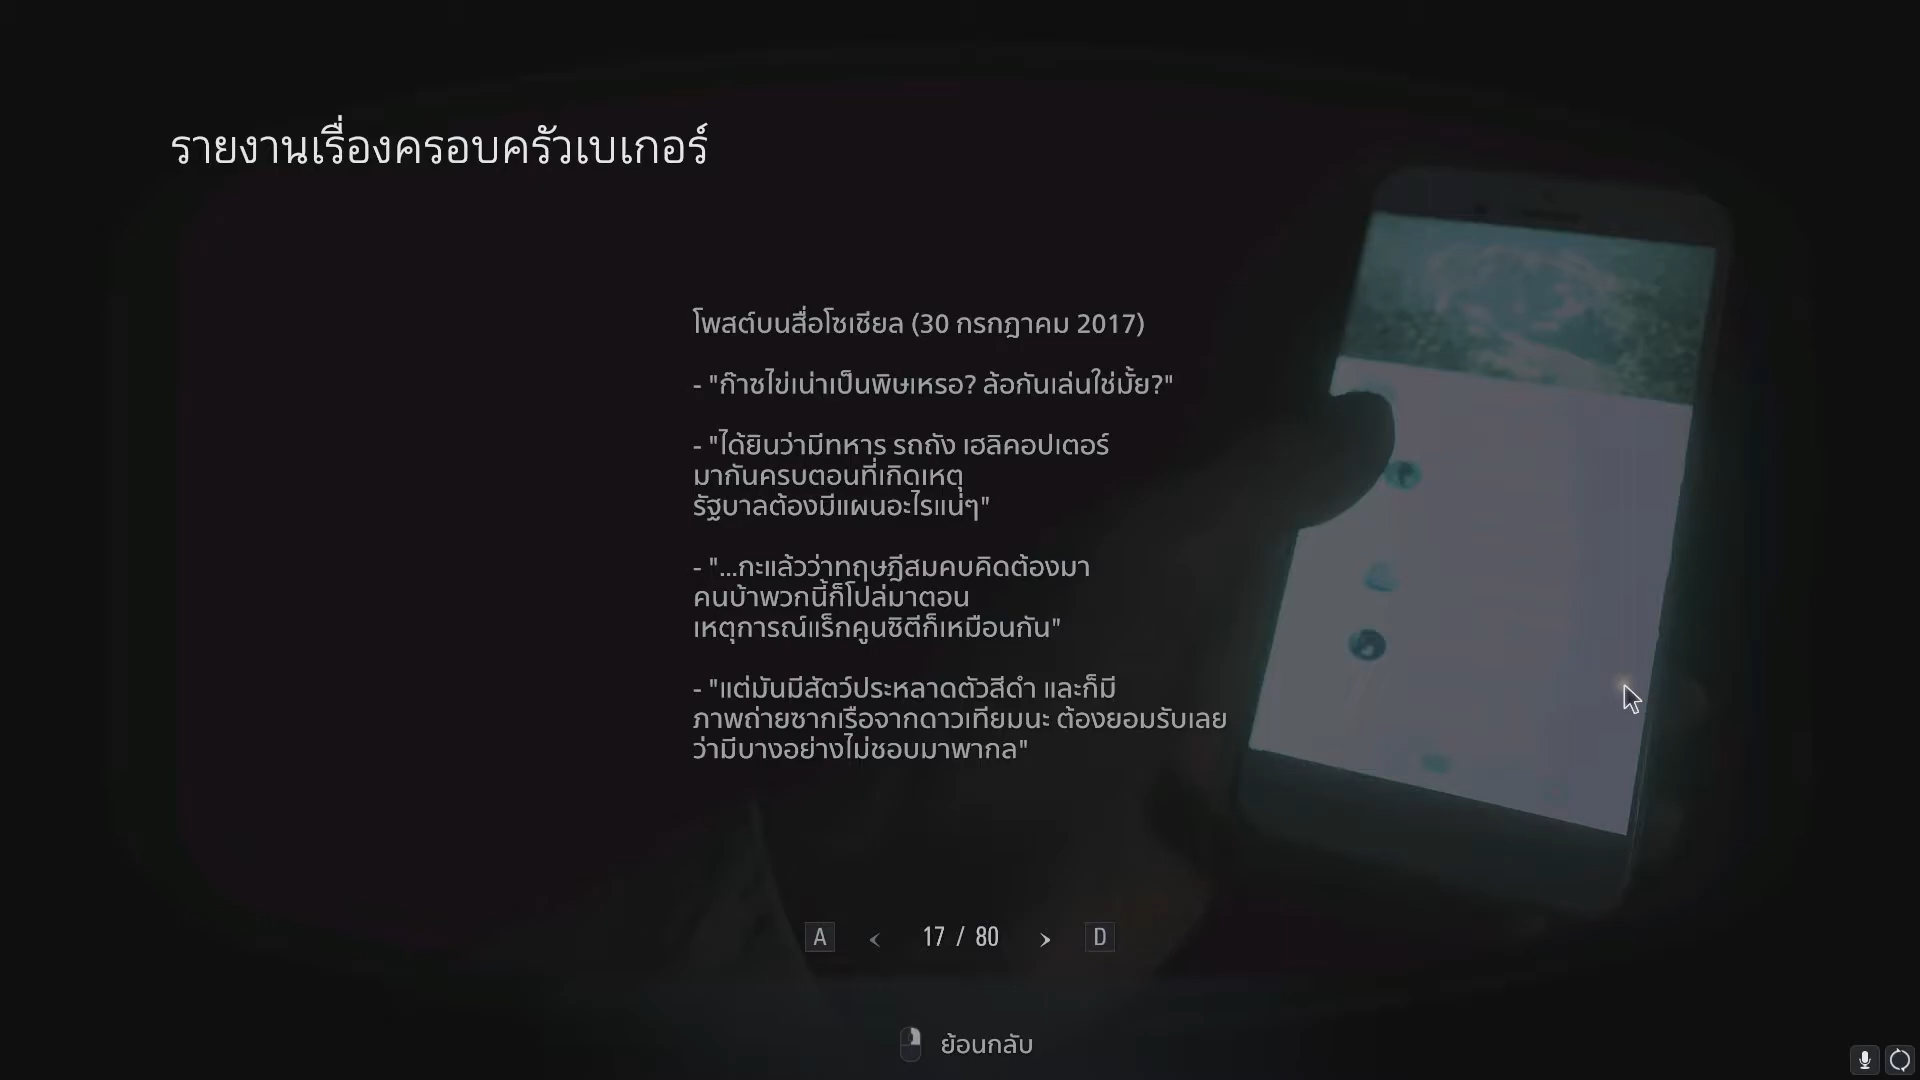 รายงานเรื่องครอบครัวเบเกอร์
โพสต์บนสื่อโซเชียล (30 กรกฎาคม 2017)
- "ก๊าซไข่เน่าเป็นพิษเหรอ? ล้อกันเล่นใช่มั้ย?"
- "ได้ยินว่ามีทหาร รถถัง เฮลิคอปเตอร์
มากันครบตอนที่เกิดเหตุ
รัฐบาลต้องมีแผนอะไรแน่ๆ"
- "...กะแล้วว่าทฤษฎีสมคบคิดต้องมา
คนบ้าพวกนี้ก็โปล่มาตอน
เหตุการณ์แร็กคูนซิตีก็เหมือนกัน"
- "แต่มันมีสัตว์ประหลาดตัวสีดำ และก็มี
ภาพถ่ายซากเรือจากดาวเทียมนะ ต้องยอมรับเลย
ว่ามีบางอย่างไม่ชอบมาพากล"
A < 17 / 80 > D
ย้อนกลับ